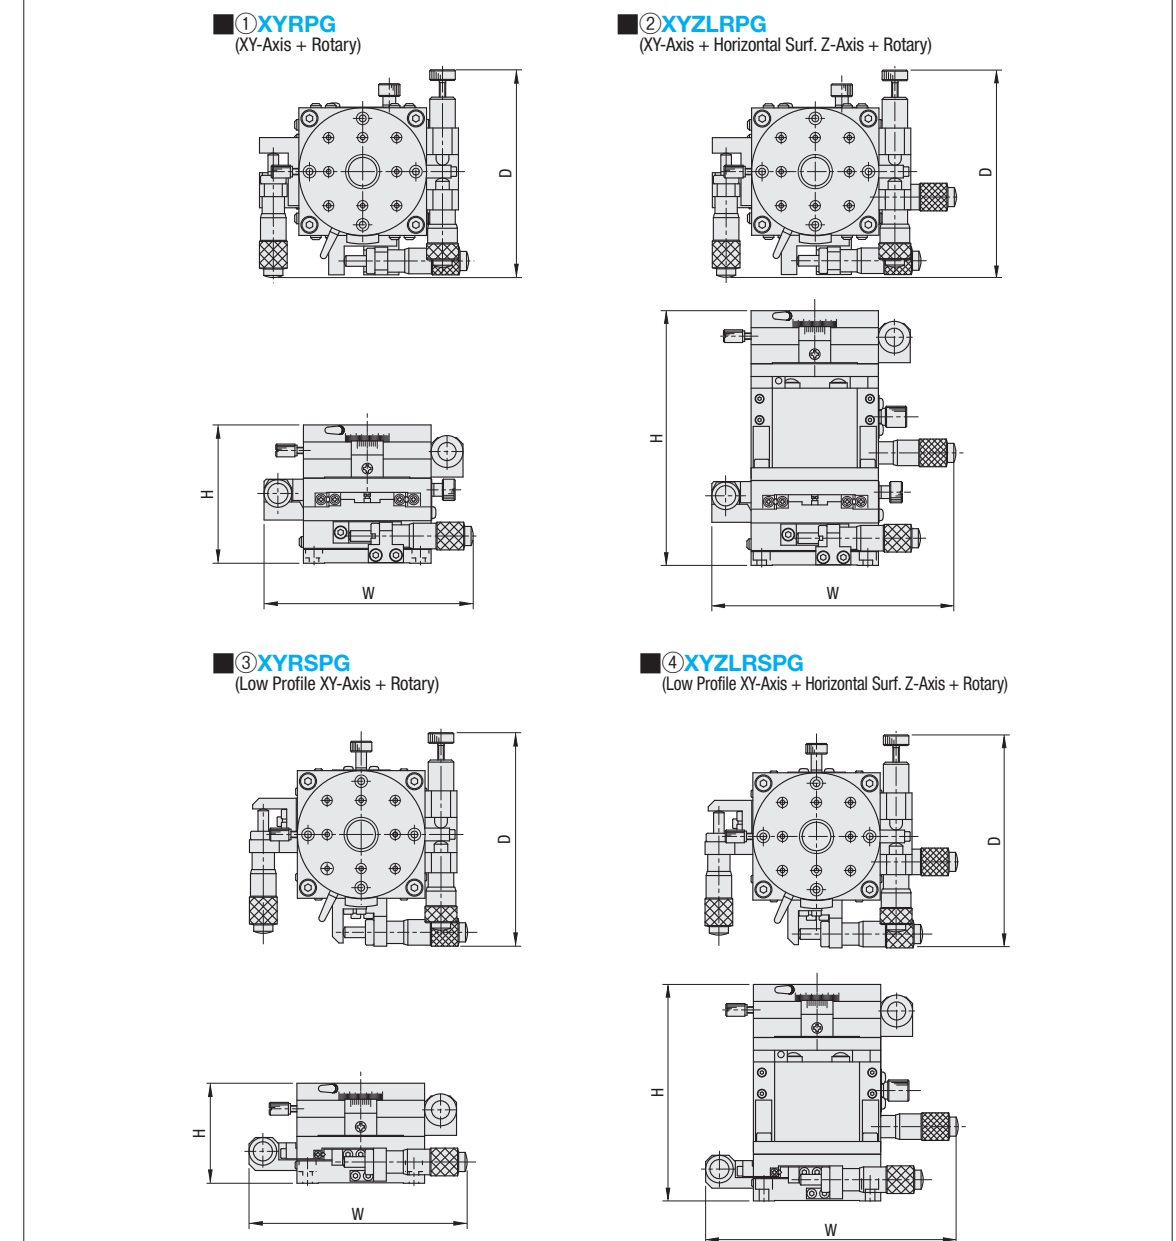 ■①XYRPG
(XY-Axis + Rotary)
■②XYZLRPG
(XY-Axis + Horizontal Surf. Z-Axis + Rotary)
D
D
H
W
H
W
■③XYRSPG
(Low Profile XY-Axis + Rotary)
■④XYZLRSPG
(Low Profile XY-Axis + Horizontal Surf. Z-Axis + Rotary)
D
D
H
W
H
W